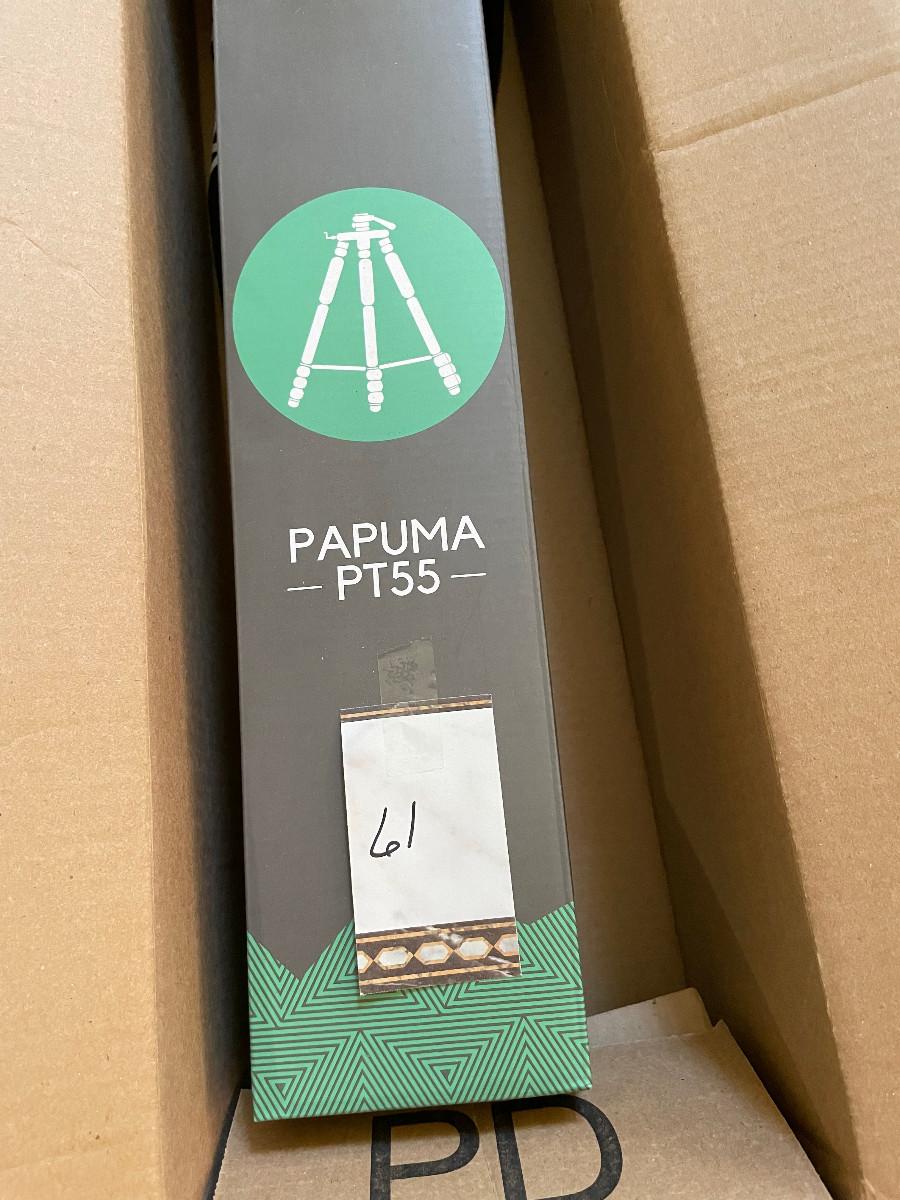 PAPUMA
— PT55 —
61
PD